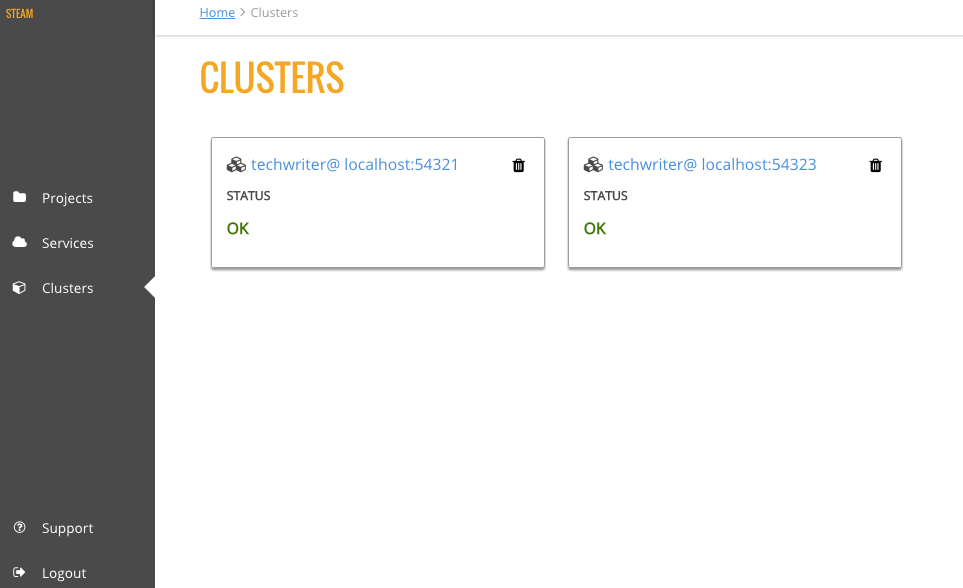 STEAM
Home > Clusters
CLUSTERS
techwriter@ localhost:54321
STATUS
OK
techwriter@ localhost:54323
STATUS
OK
Projects
Services
Clusters
Support
Logout